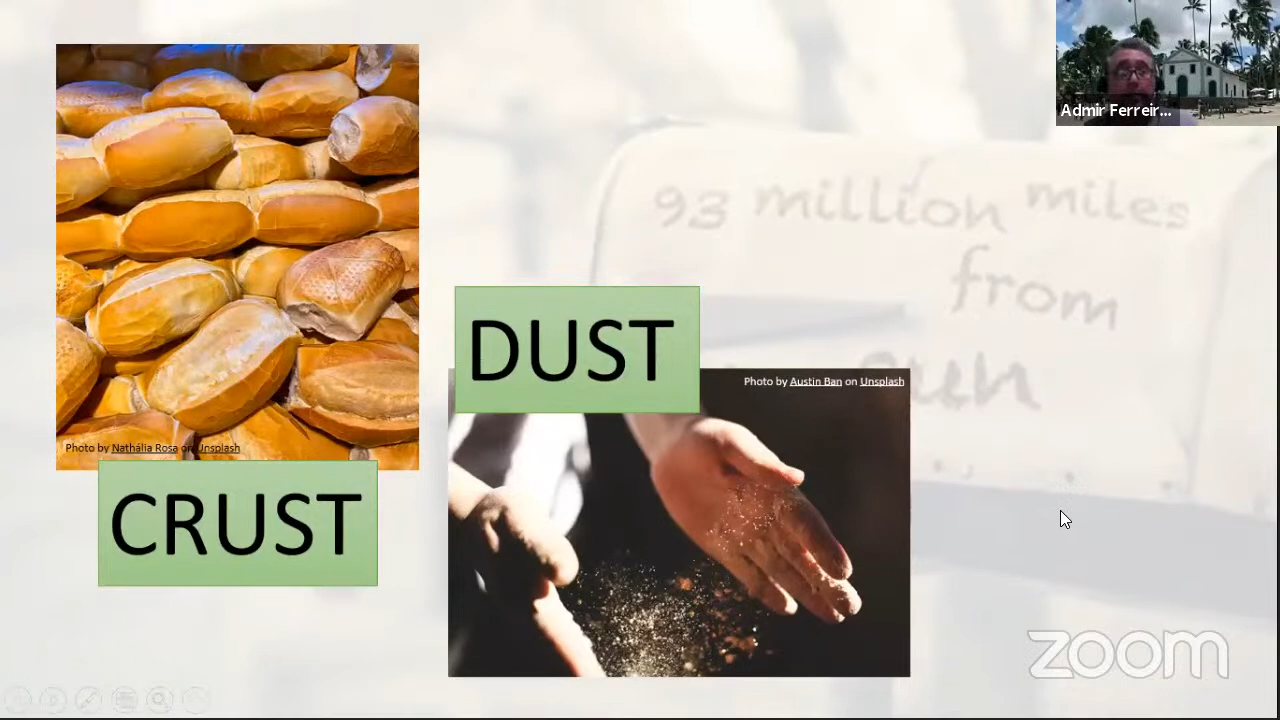 Admir Ferreir...
93 million miles
from
sun
DUST
Photo by Austin Ban on Unsplash
Photo by Nathália Rosa on Unsplash
CRUST
zoom